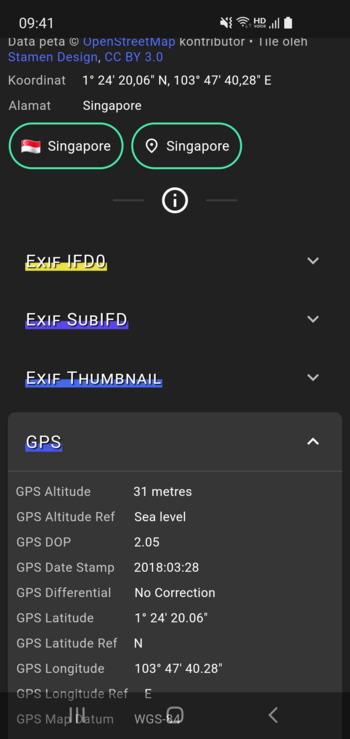 09:41
HD
VOICE
Data peta © OpenStreetMap kontributor • Tile oleh
Stamen Design, CC BY 3.0
Koordinat 1° 24' 20,06" N, 103° 47' 40,28" E
Alamat Singapore
Singapore Singapore
EXIF IFD0
EXIF SUBIFD
EXIF THUMBNAIL
GPS
GPS Altitude 31 metres
GPS Altitude Ref Sea level
GPS DOP 2.05
GPS Date Stamp 2018:03:28
GPS Differential No Correction
GPS Latitude 1° 24' 20.06"
GPS Latitude Ref N
GPS Longitude 103° 47' 40.28"
GPS Longitude Ref E
GPS Map Datum WGS-84